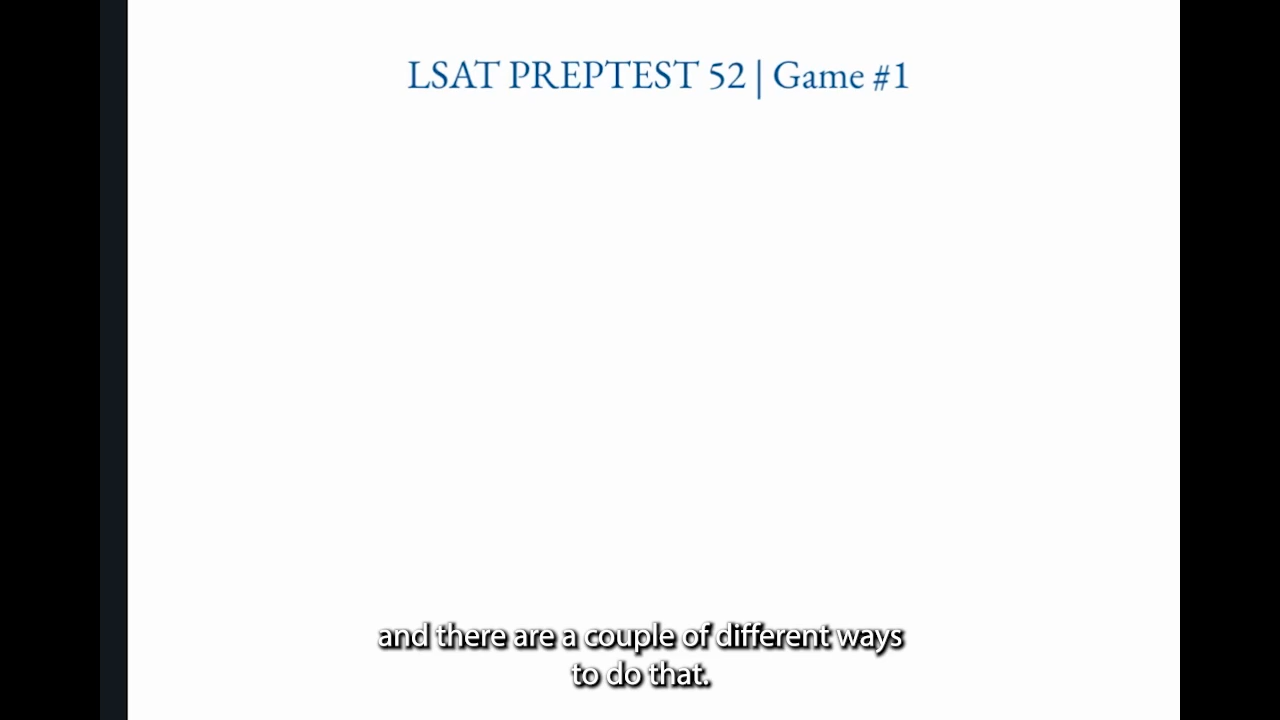 LSAT PREPTEST 52 | Game #1
and there are a couple of different ways
to do that.